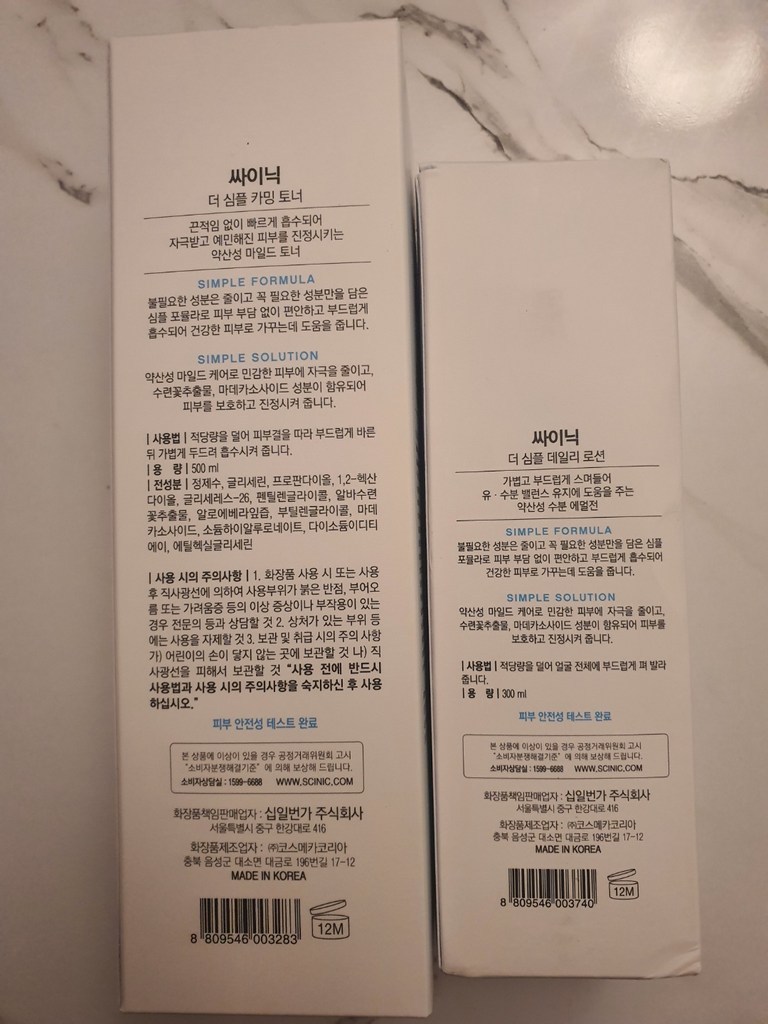 싸이닉
더 심플 카밍 토너
끈적임 없이 빠르게 흡수되어
자극받고 예민해진 피부를 진정시키는
약산성 마일드 토너
SIMPLE FORMULA
불필요한 성분은 줄이고 꼭 필요한 성분만을 담은
심플 포뮬라로 피부 부담 없이 편안하고 부드럽게
흡수되어 건강한 피부로 가꾸는데 도움을 줍니다.
SIMPLE SOLUTION
약산성 마일드 케어로 민감한 피부에 자극을 줄이고,
수련꽃추출물, 마데카소사이드 성분이 함유되어
피부를 보호하고 진정시켜 줍니다.
| 사용법 | 적당량을 덜어 피부결을 따라 부드럽게 바른
뒤 가볍게 두드려 흡수시켜 줍니다.
| 용 량 | 500 ml
| 전성분 | 정제수, 글리세린, 프로판다이올, 1,2-헥산
다이올, 글리세레스-26, 펜틸렌글라이콜, 알바수련
꽃추출물, 알로에베라잎즙, 부틸렌글라이콜, 마데
카소사이드, 소듐하이알루로네이트, 다이소듐이디티
에이, 에틸헥실글리세린
| 사용 시의 주의사항 | 1. 화장품 사용 시 또는 사용
후 직사광선에 의하여 사용부위가 붉은 반점, 부어오
름 또는 가려움증 등의 이상 증상이나 부작용이 있는
경우 전문의 등과 상담할 것 2. 상처가 있는 부위 등
에는 사용을 자제할 것 3. 보관 및 취급 시의 주의 사항
가) 어린이의 손이 닿지 않는 곳에 보관할 것 나) 직
사광선을 피해서 보관할 것 "사용 전에 반드시
사용법과 사용 시의 주의사항을 숙지하신 후 사용
하십시오."
피부 안전성 테스트 완료
본 상품에 이상이 있을 경우 공정거래위원회 고시
"소비자분쟁해결기준" 에 의해 보상해 드립니다.
소비자상담실 : 1599-6688 WWW.SCINIC.COM
화장품책임판매업자 : 십일번가 주식회사
서울특별시 중구 한강대로 416
화장품제조업자 : ㈜코스메카코리아
충북 음성군 대소면 대금로 196번길 17-12
MADE IN KOREA
8 809546 003283
12M
싸이닉
더 심플 데일리 로션
가볍고 부드럽게 스며들어
유 · 수분 밸런스 유지에 도움을 주는
약산성 수분 에멀전
SIMPLE FORMULA
불필요한 성분은 줄이고 꼭 필요한 성분만을 담은 심플
포뮬라로 피부 부담 없이 편안하고 부드럽게 흡수되어
건강한 피부로 가꾸는데 도움을 줍니다.
SIMPLE SOLUTION
약산성 마일드 케어로 민감한 피부에 자극을 줄이고,
수련꽃추출물, 마데카소사이드 성분이 함유되어 피부를
보호하고 진정시켜 줍니다.
| 사용법 | 적당량을 덜어 얼굴 전체에 부드럽게 펴 발라
줍니다.
| 용 량 | 300 ml
피부 안전성 테스트 완료
본 상품에 이상이 있을 경우 공정거래위원회 고시
"소비자분쟁해결기준" 에 의해 보상해 드립니다.
소비자상담실 : 1599-6688 WWW.SCINIC.COM
화장품책임판매업자 : 십일번가 주식회사
서울특별시 중구 한강대로 416
화장품제조업자 : ㈜코스메카코리아
충북 음성군 대소면 대금로 196번길 17-12
MADE IN KOREA
8 809546 003740
12M